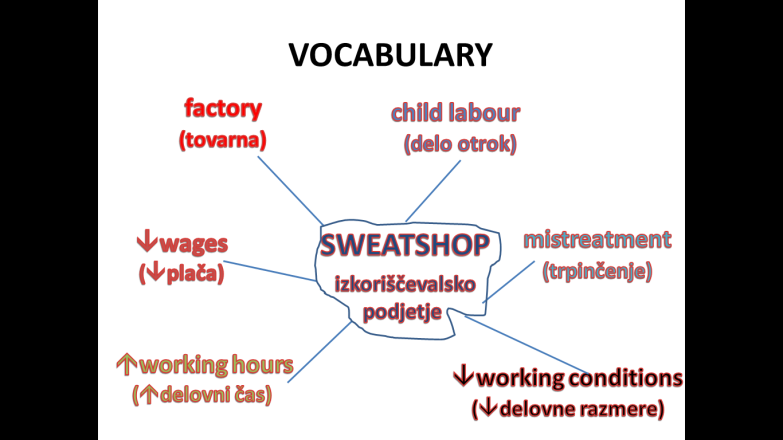 VOCABULARY
factory
(tovarna)
child labour
(delo otrok)
↓wages
(↓plača)
SWEATSHOP
izkoriščevalsko
podjetje
mistreatment
(trpinčenje)
↑working hours
(↑delovni čas)
↓working conditions
(↓delovne razmere)